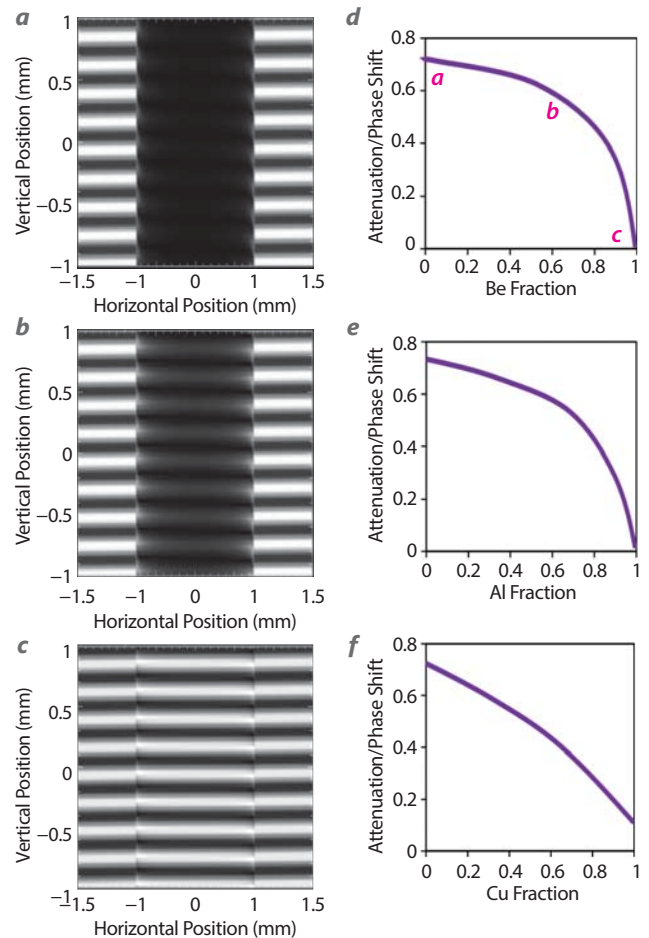 a
Vertical Position (mm)
1
0.5
0
−0.5
−1
−1.5 −1 0 1 1.5
Horizontal Position (mm)
d
Attenuation/Phase Shift
0.8
0.6
0.4
0.2
0
a
b
c
0 0.2 0.4 0.6 0.8 1
Be Fraction
b
Vertical Position (mm)
1
0.5
0
−0.5
−1
−1.5 −1 0 1 1.5
Horizontal Position (mm)
e
Attenuation/Phase Shift
0.8
0.6
0.4
0.2
0
0 0.2 0.4 0.6 0.8 1
Al Fraction
c
Vertical Position (mm)
1
0.5
0
−0.5
−1
−1.5 −1 0 1 1.5
Horizontal Position (mm)
f
Attenuation/Phase Shift
0.8
0.6
0.4
0.2
0
0 0.2 0.4 0.6 0.8 1
Cu Fraction